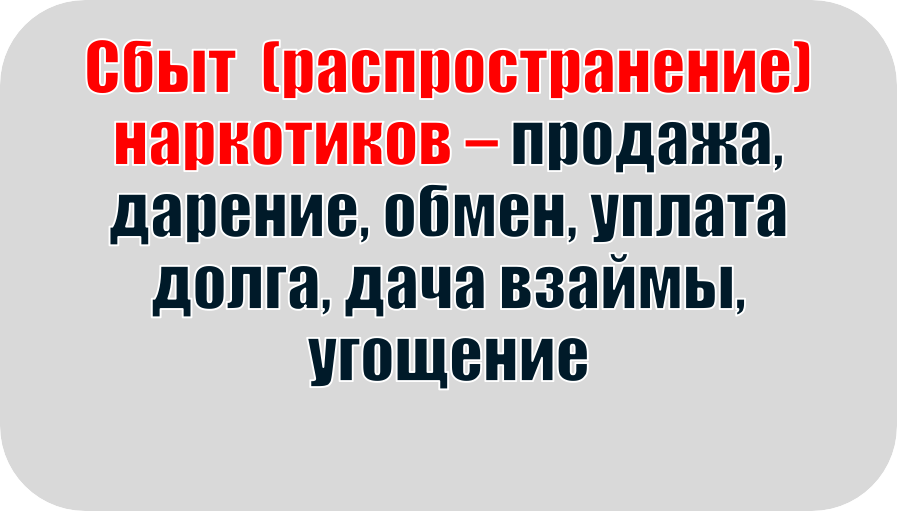 Сбыт (распространение)
наркотиков – продажа,
дарение, обмен, уплата
долга, дача взаймы,
угощение